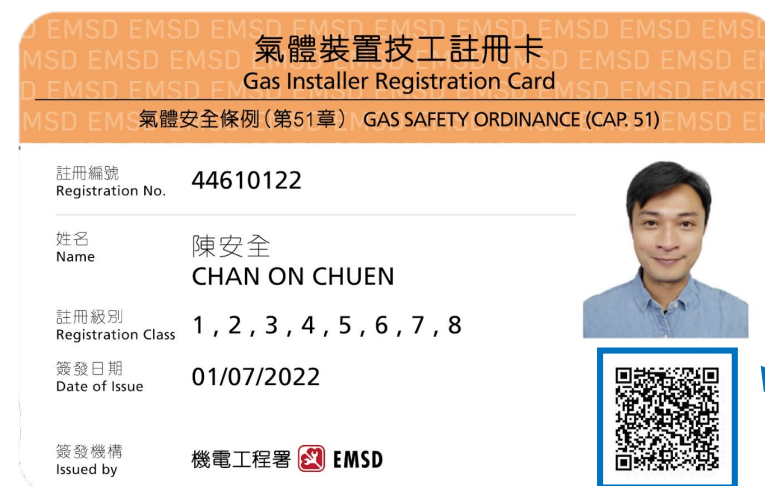 氣體裝置技工註冊卡
Gas Installer Registration Card
氣體安全條例(第51章) GAS SAFETY ORDINANCE (CAP. 51)
註冊編號
Registration No. 44610122
姓名
Name
陳安全
CHAN ON CHUEN
註冊級別
Registration Class 1 , 2 , 3 , 4 , 5 , 6 , 7 , 8
簽發日期
Date of Issue 01/07/2022
簽發機構
Issued by 機電工程署 EMSD